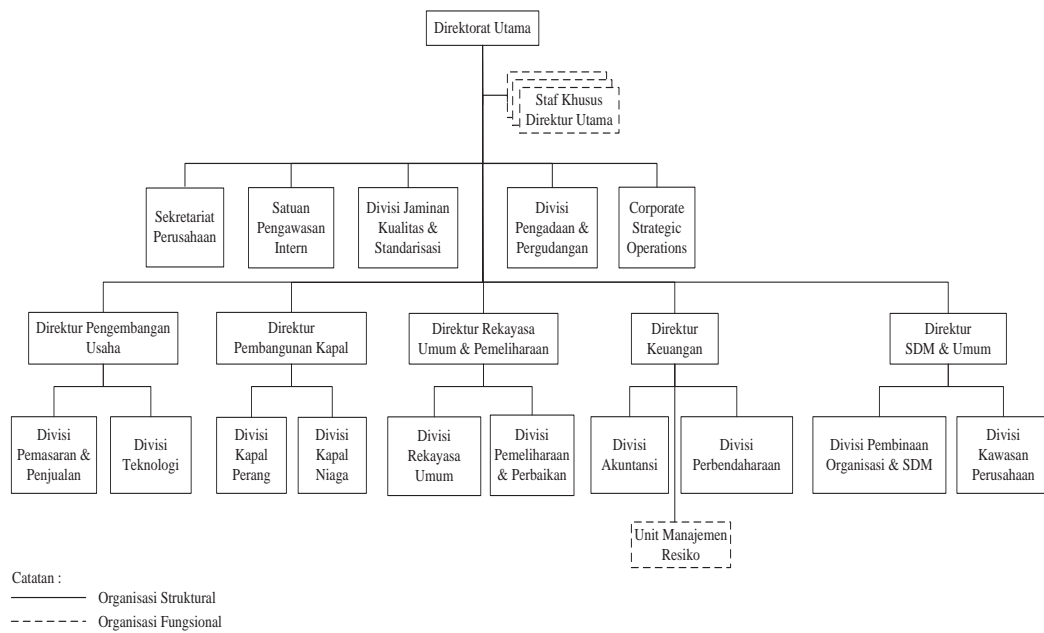 Direktorat Utama
Staf Khusus
Direktur Utama
Sekretariat
Perusahaan
Satuan
Pengawasan
Intern
Divisi Jaminan
Kualitas &
Standarisasi
Divisi
Pengadaan &
Pergudangan
Corporate
Strategic
Operations
Direktur Pengembangan
Usaha
Direktur
Pembangunan Kapal
Direktur Rekayasa
Umum & Pemeliharaan
Direktur
Keuangan
Direktur
SDM & Umum
Divisi
Pemasaran &
Penjualan
Divisi
Teknologi
Divisi
Kapal
Perang
Divisi
Kapal
Niaga
Divisi
Rekayasa
Umum
Divisi
Pemeliharaan
& Perbaikan
Divisi
Akuntansi
Divisi
Perbendaharaan
Divisi Pembinaan
Organisasi & SDM
Divisi
Kawasan
Perusahaan
Unit Manajemen
Resiko
Catatan :
Organisasi Struktural
Organisasi Fungsional